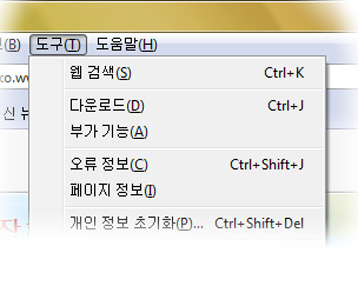 (B) 도구(T) 도움말(H)
웹 검색(S) Ctrl+K
ko.w
다운로드(D) Ctrl+J
신 뉴
부가 기능(A)
오류 정보(C) Ctrl+Shift+J
페이지 정보(I)
개인 정보 초기화(P)... Ctrl+Shift+Del